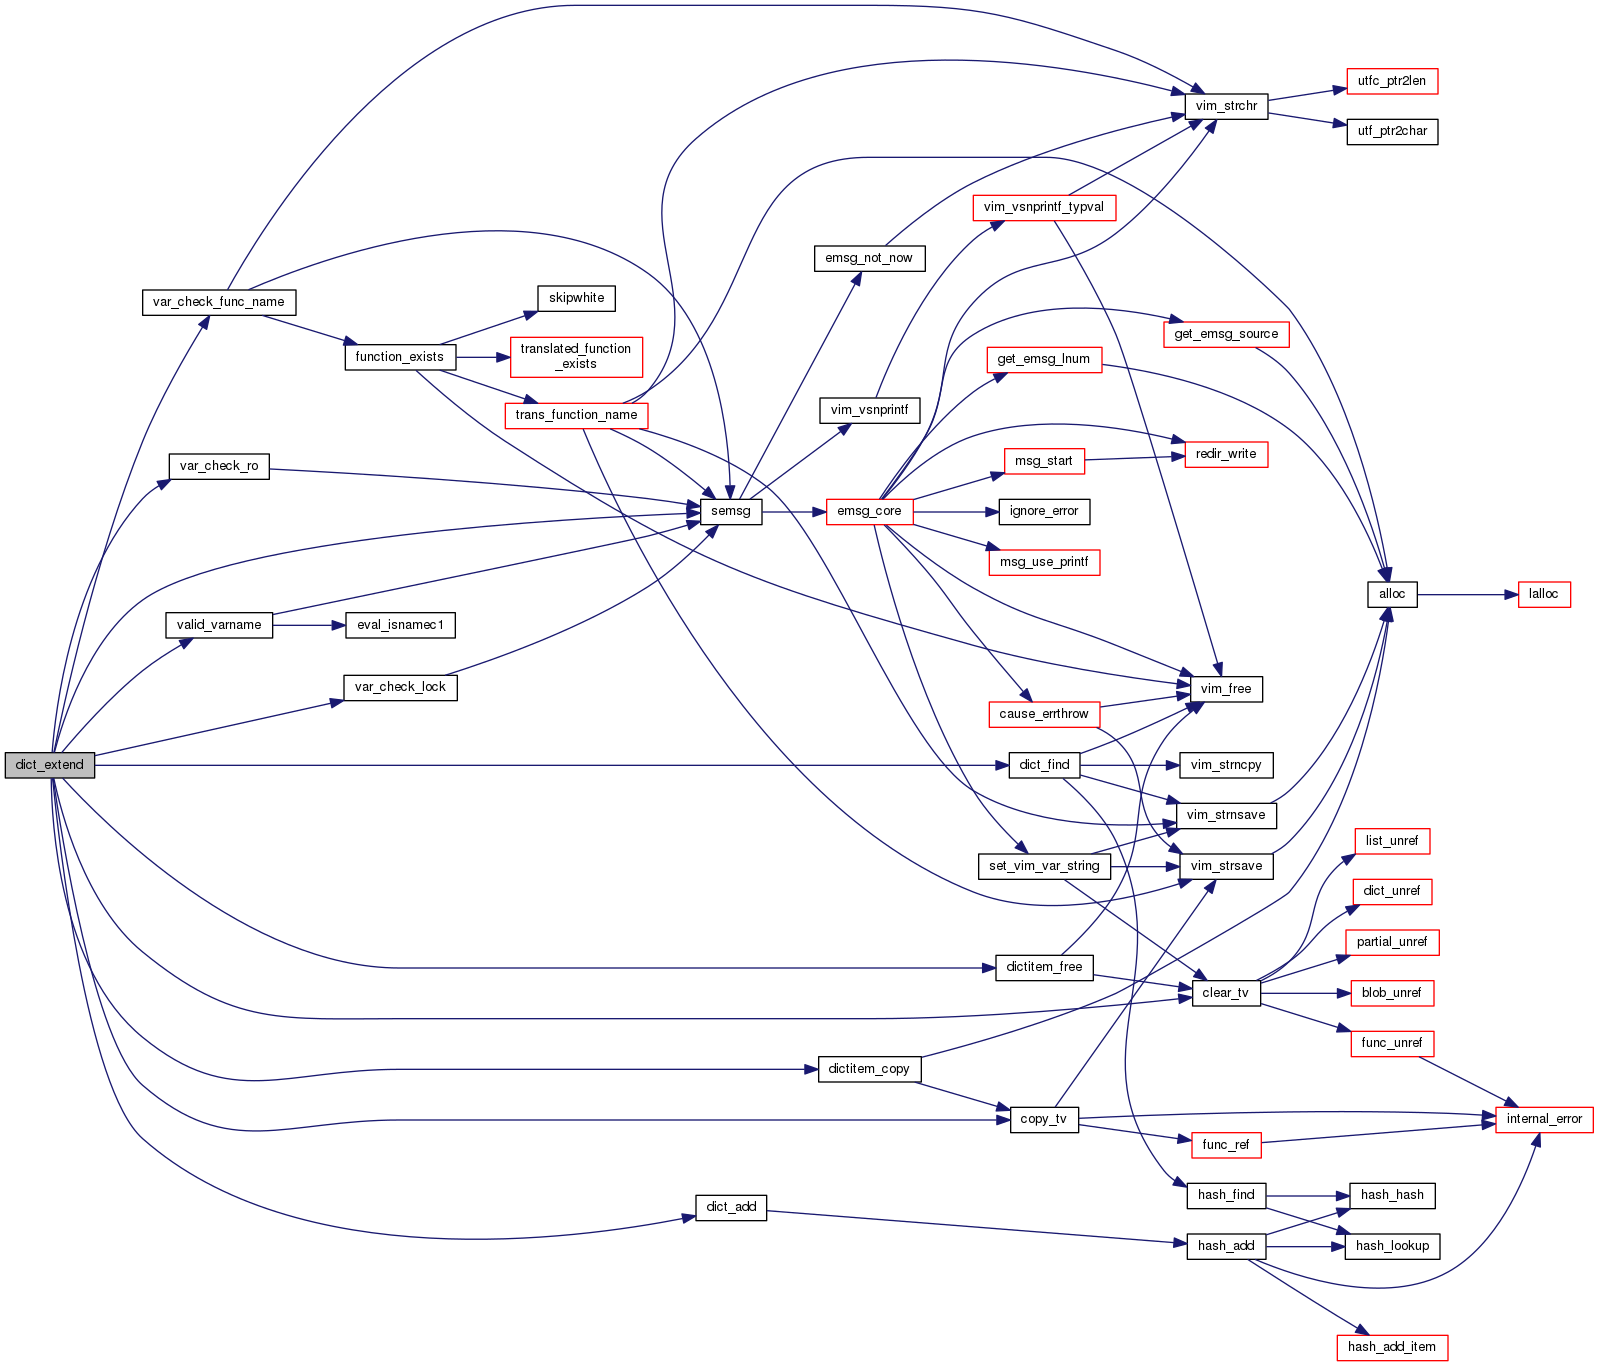 utfc_ptr2len
vim_strchr
utf_ptr2char
vim_vsnprintf_typval
emsg_not_now
var_check_func_name
skipwhite
get_emsg_source
function_exists
translated_function
_exists
get_emsg_lnum
trans_function_name
vim_vsnprintf
var_check_ro
msg_start
redir_write
semsg
emsg_core
ignore_error
msg_use_printf
alloc
lalloc
valid_varname
eval_isnamec1
var_check_lock
vim_free
cause_errthrow
dict_extend
dict_find
vim_strncpy
vim_strnsave
list_unref
set_vim_var_string
vim_strsave
dict_unref
partial_unref
dictitem_free
clear_tv
blob_unref
func_unref
dictitem_copy
copy_tv
internal_error
func_ref
hash_find
hash_hash
dict_add
hash_add
hash_lookup
hash_add_item